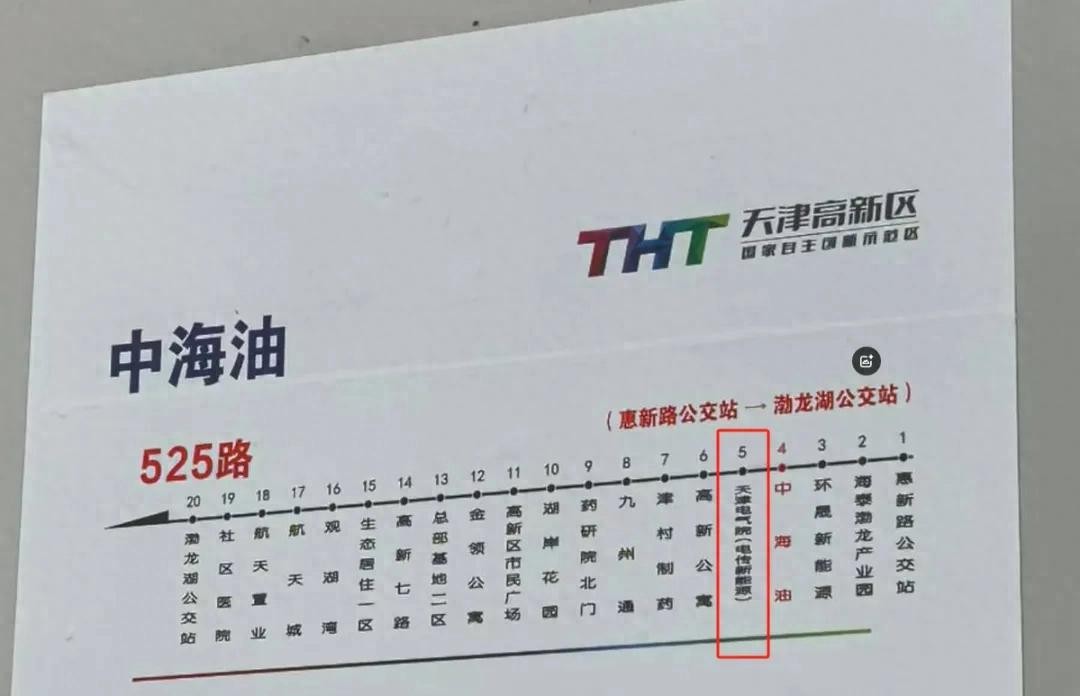 THT 天津高新区
国家自主创新示范区
中海油
(惠新路公交站 → 渤龙湖公交站)
525路
20 19 18 17 16 15 14 13 12 11 10 9 8 7 6 5 4 3 2 1
渤龙湖公交站
社区医院
航天置业
航天城
观湖湾
生态居住一区
高新七路
总部基地二区
金领公寓
高新区市民广场
湖岸花园
药研院北门
九州通
津村制药
高新公寓
天津电气院(电传新能源)
中海油
环晟新能源
海泰渤龙产业园
惠新路公交站